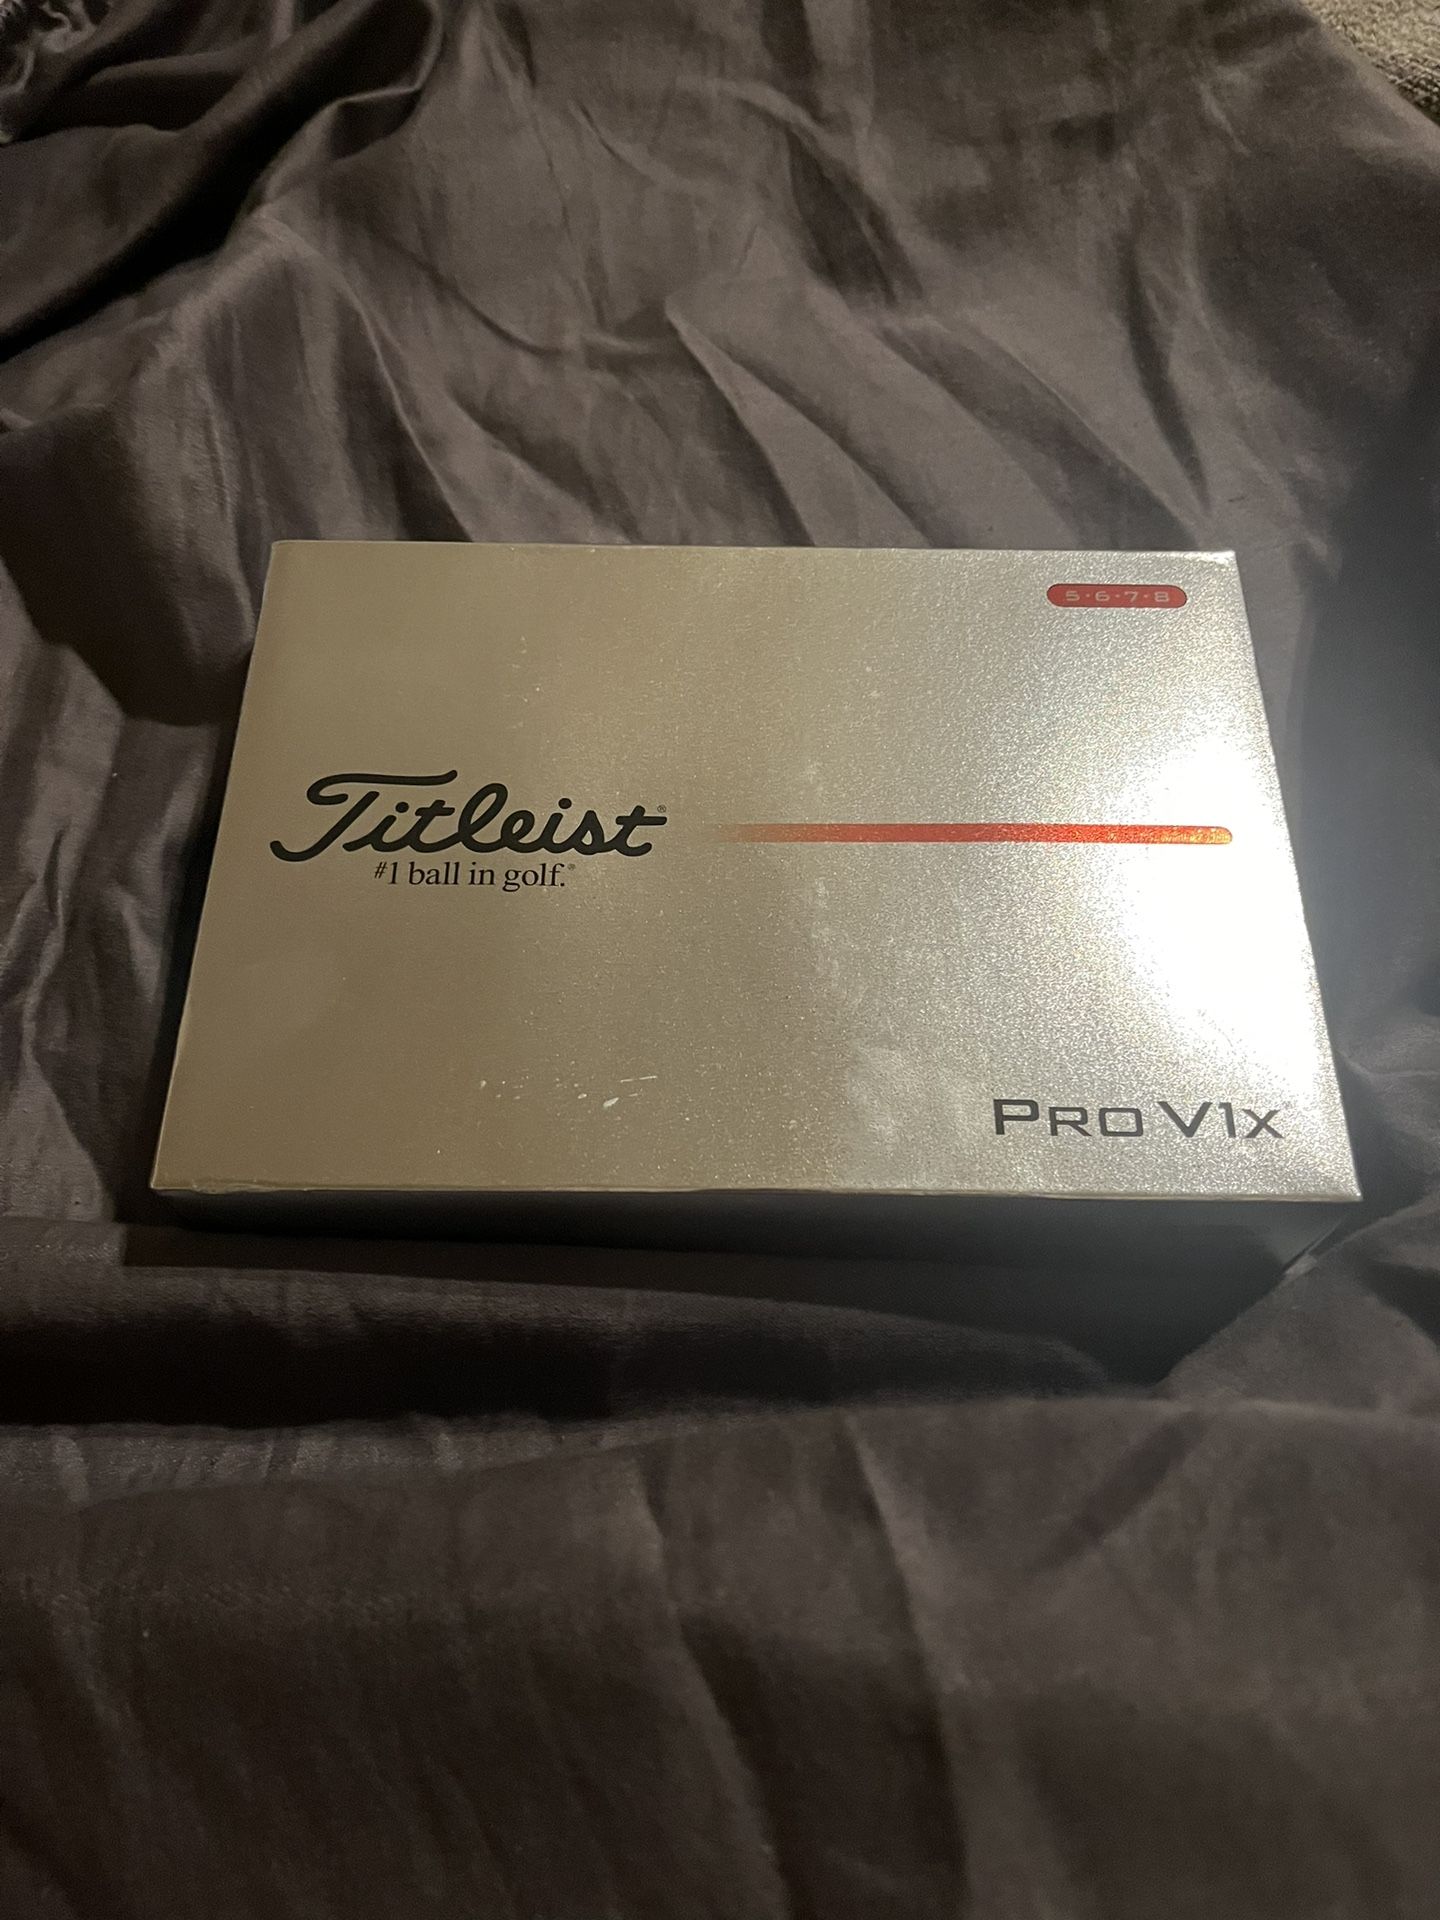 5•6•7•8
Titleist®
#1 ball in golf.®
PRO V1x